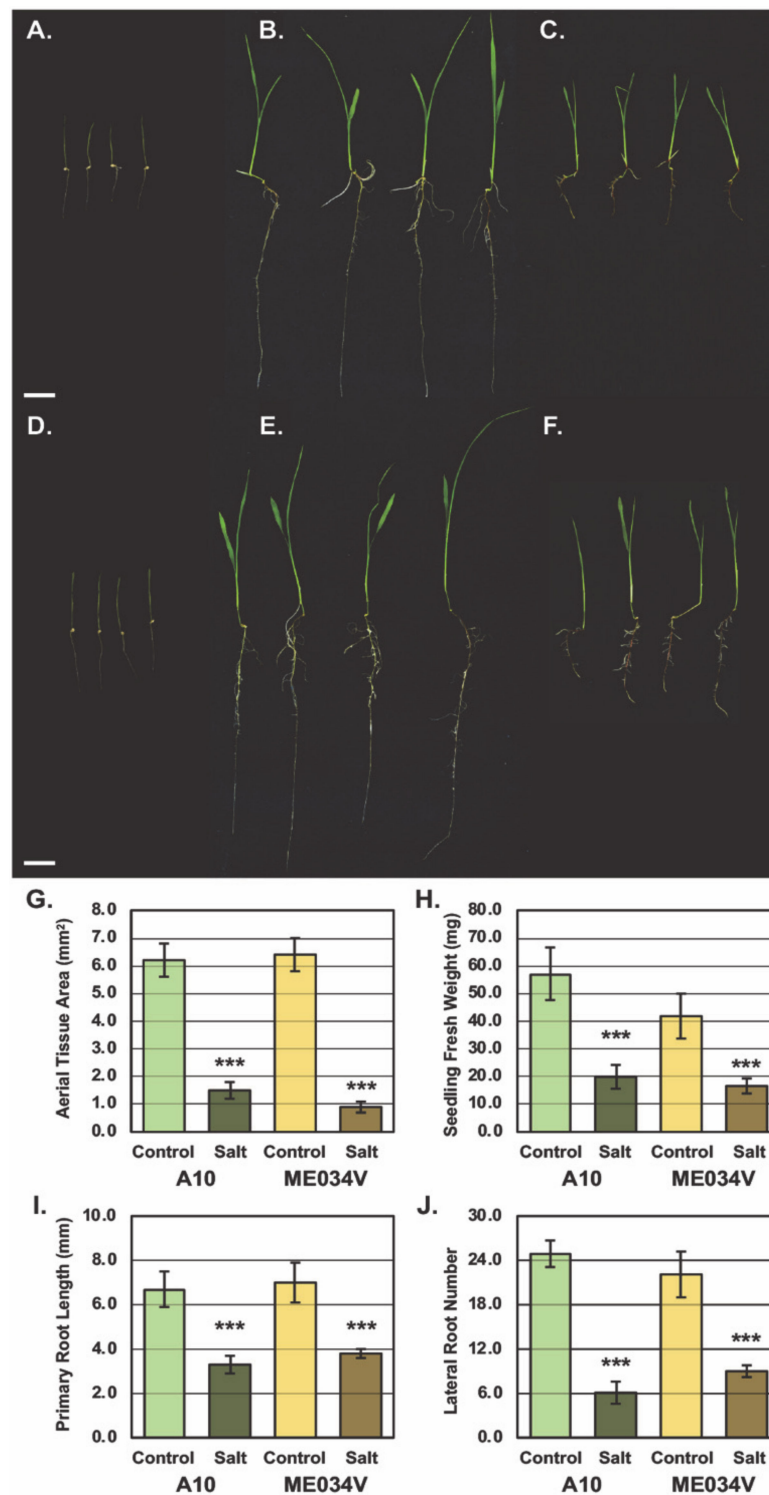 A.
B.
C.
D.
E.
F.
G.
Aerial Tissue Area (mm²)
8.0
7.0
6.0
5.0
4.0
3.0
2.0
1.0
0.0
***
***
Control Salt Control Salt
A10 ME034V
H.
Seedling Fresh Weight (mg)
80.0
70.0
60.0
50.0
40.0
30.0
20.0
10.0
0.0
***
***
Control Salt Control Salt
A10 ME034V
I.
Primary Root Length (mm)
10.0
8.0
6.0
4.0
2.0
0.0
***
***
Control Salt Control Salt
A10 ME034V
J.
Lateral Root Number
30.0
24.0
18.0
12.0
6.0
0.0
***
***
Control Salt Control Salt
A10 ME034V